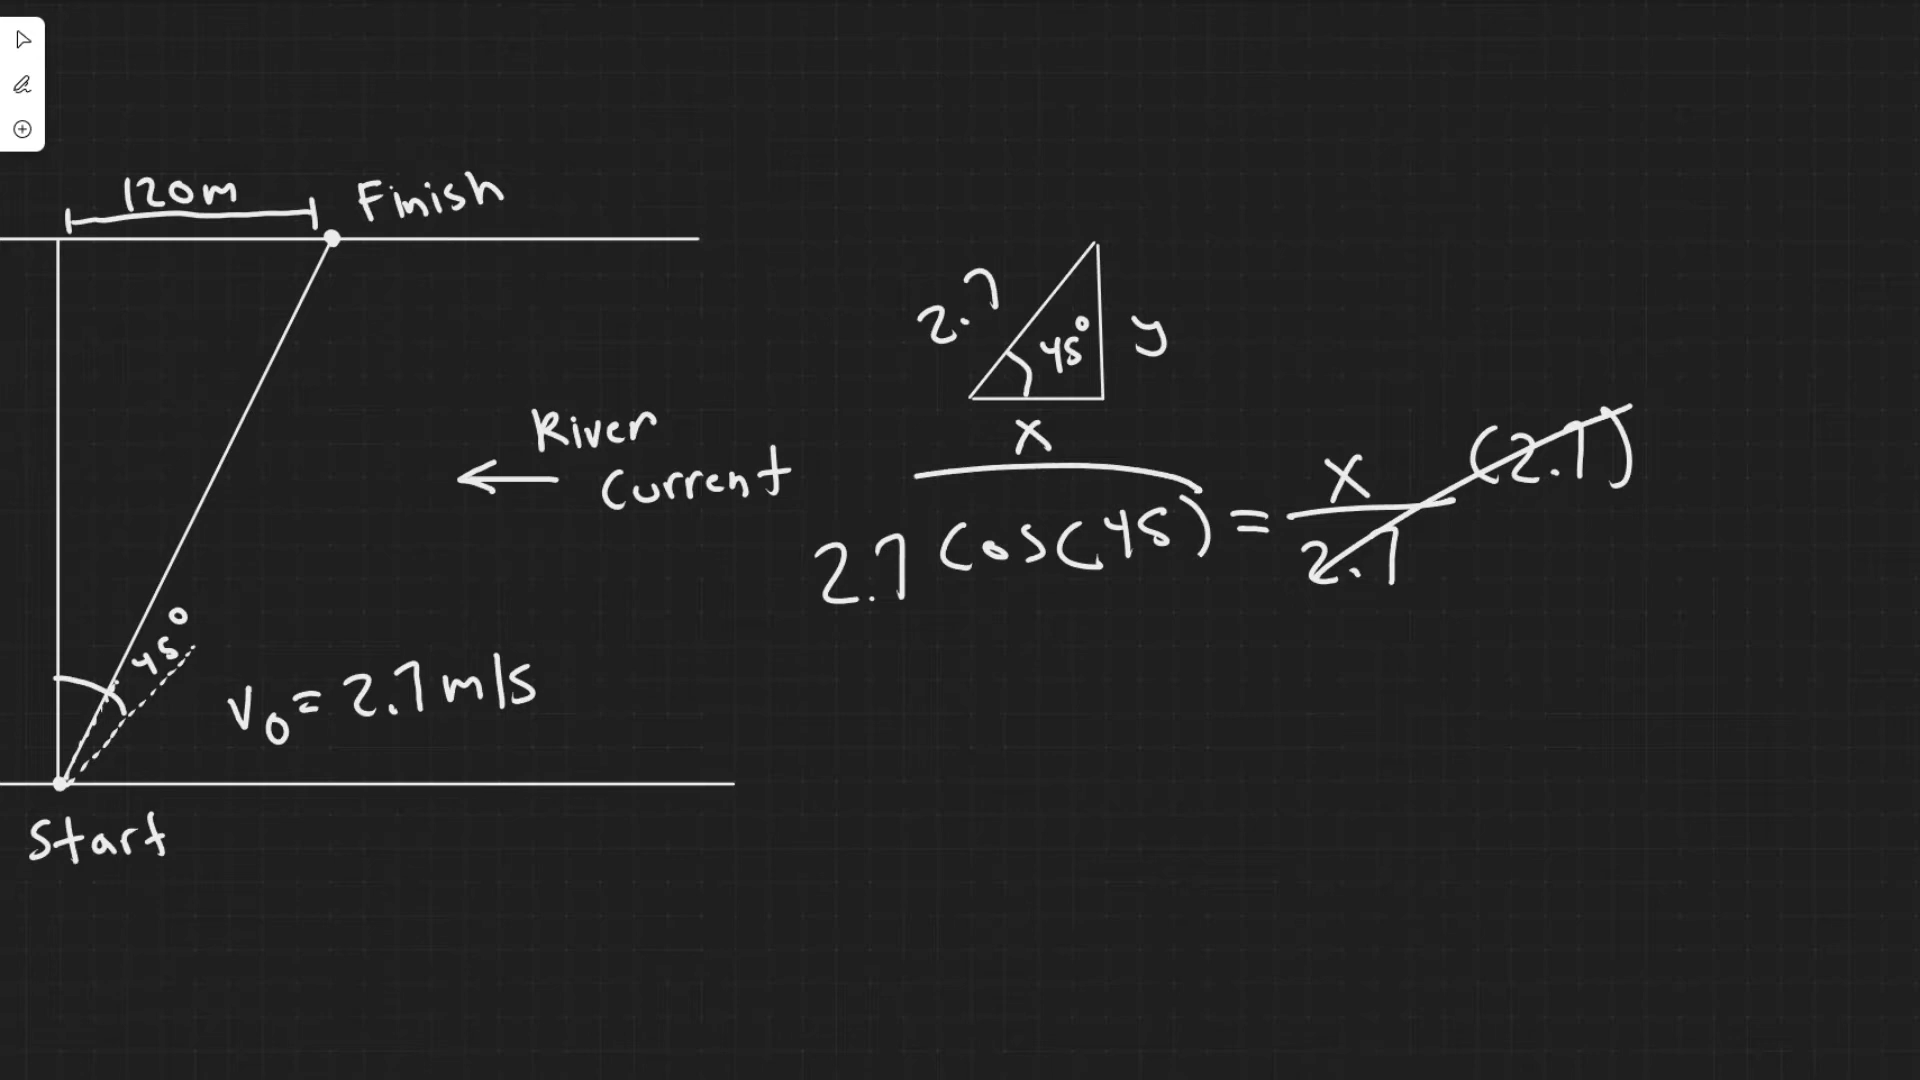 120m
Finish
River
Current
45°
V₀ = 2.7 m/s
Start
2.7
45°
y
x
2.7 Cos(45) = x/2.7 (2.7)